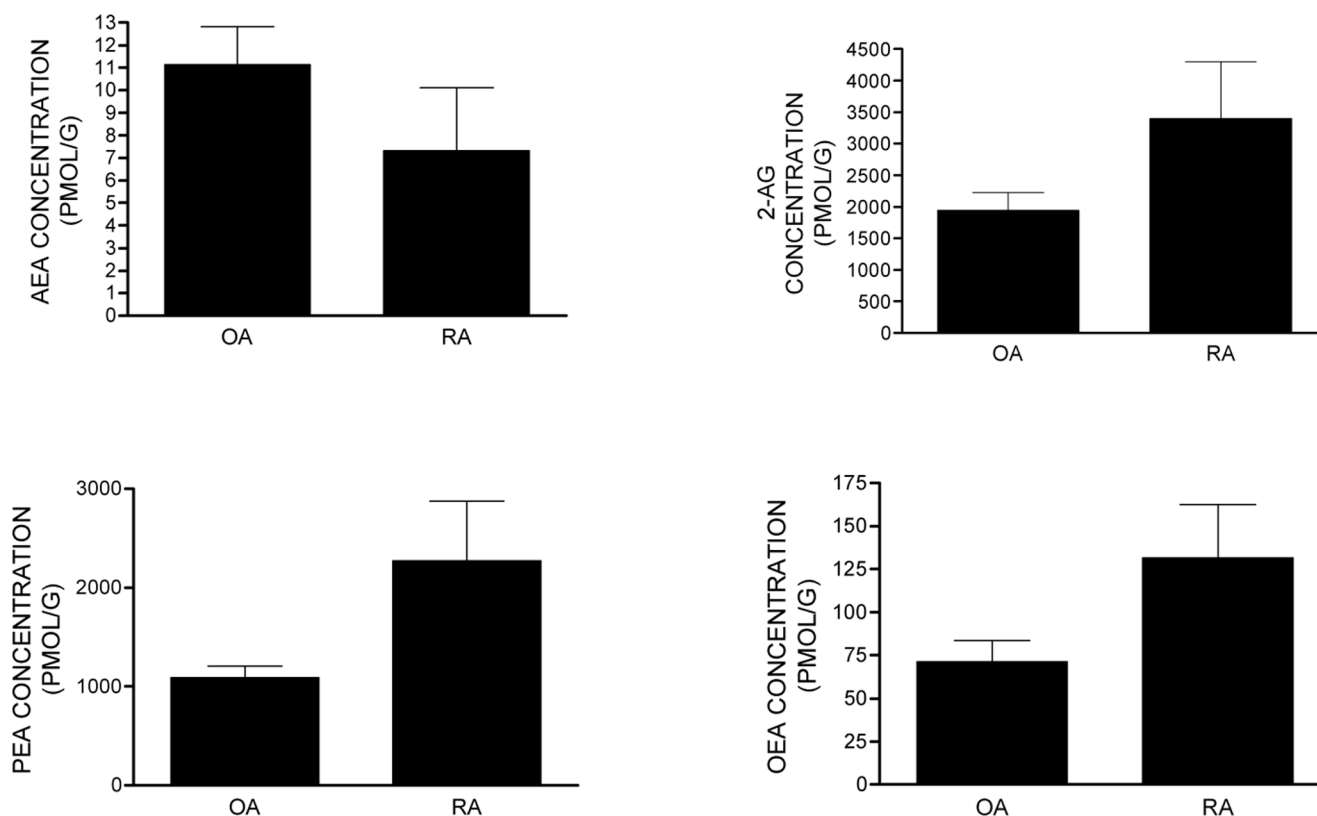 AEA CONCENTRATION
(PMOL/G)
13
12
11
10
9
8
7
6
5
4
3
2
1
0
OA RA
2-AG
CONCENTRATION
(PMOL/G)
4500
4000
3500
3000
2500
2000
1500
1000
500
0
OA RA
PEA CONCENTRATION
(PMOL/G)
3000
2000
1000
0
OA RA
OEA CONCENTRATION
(PMOL/G)
175
150
125
100
75
50
25
0
OA RA